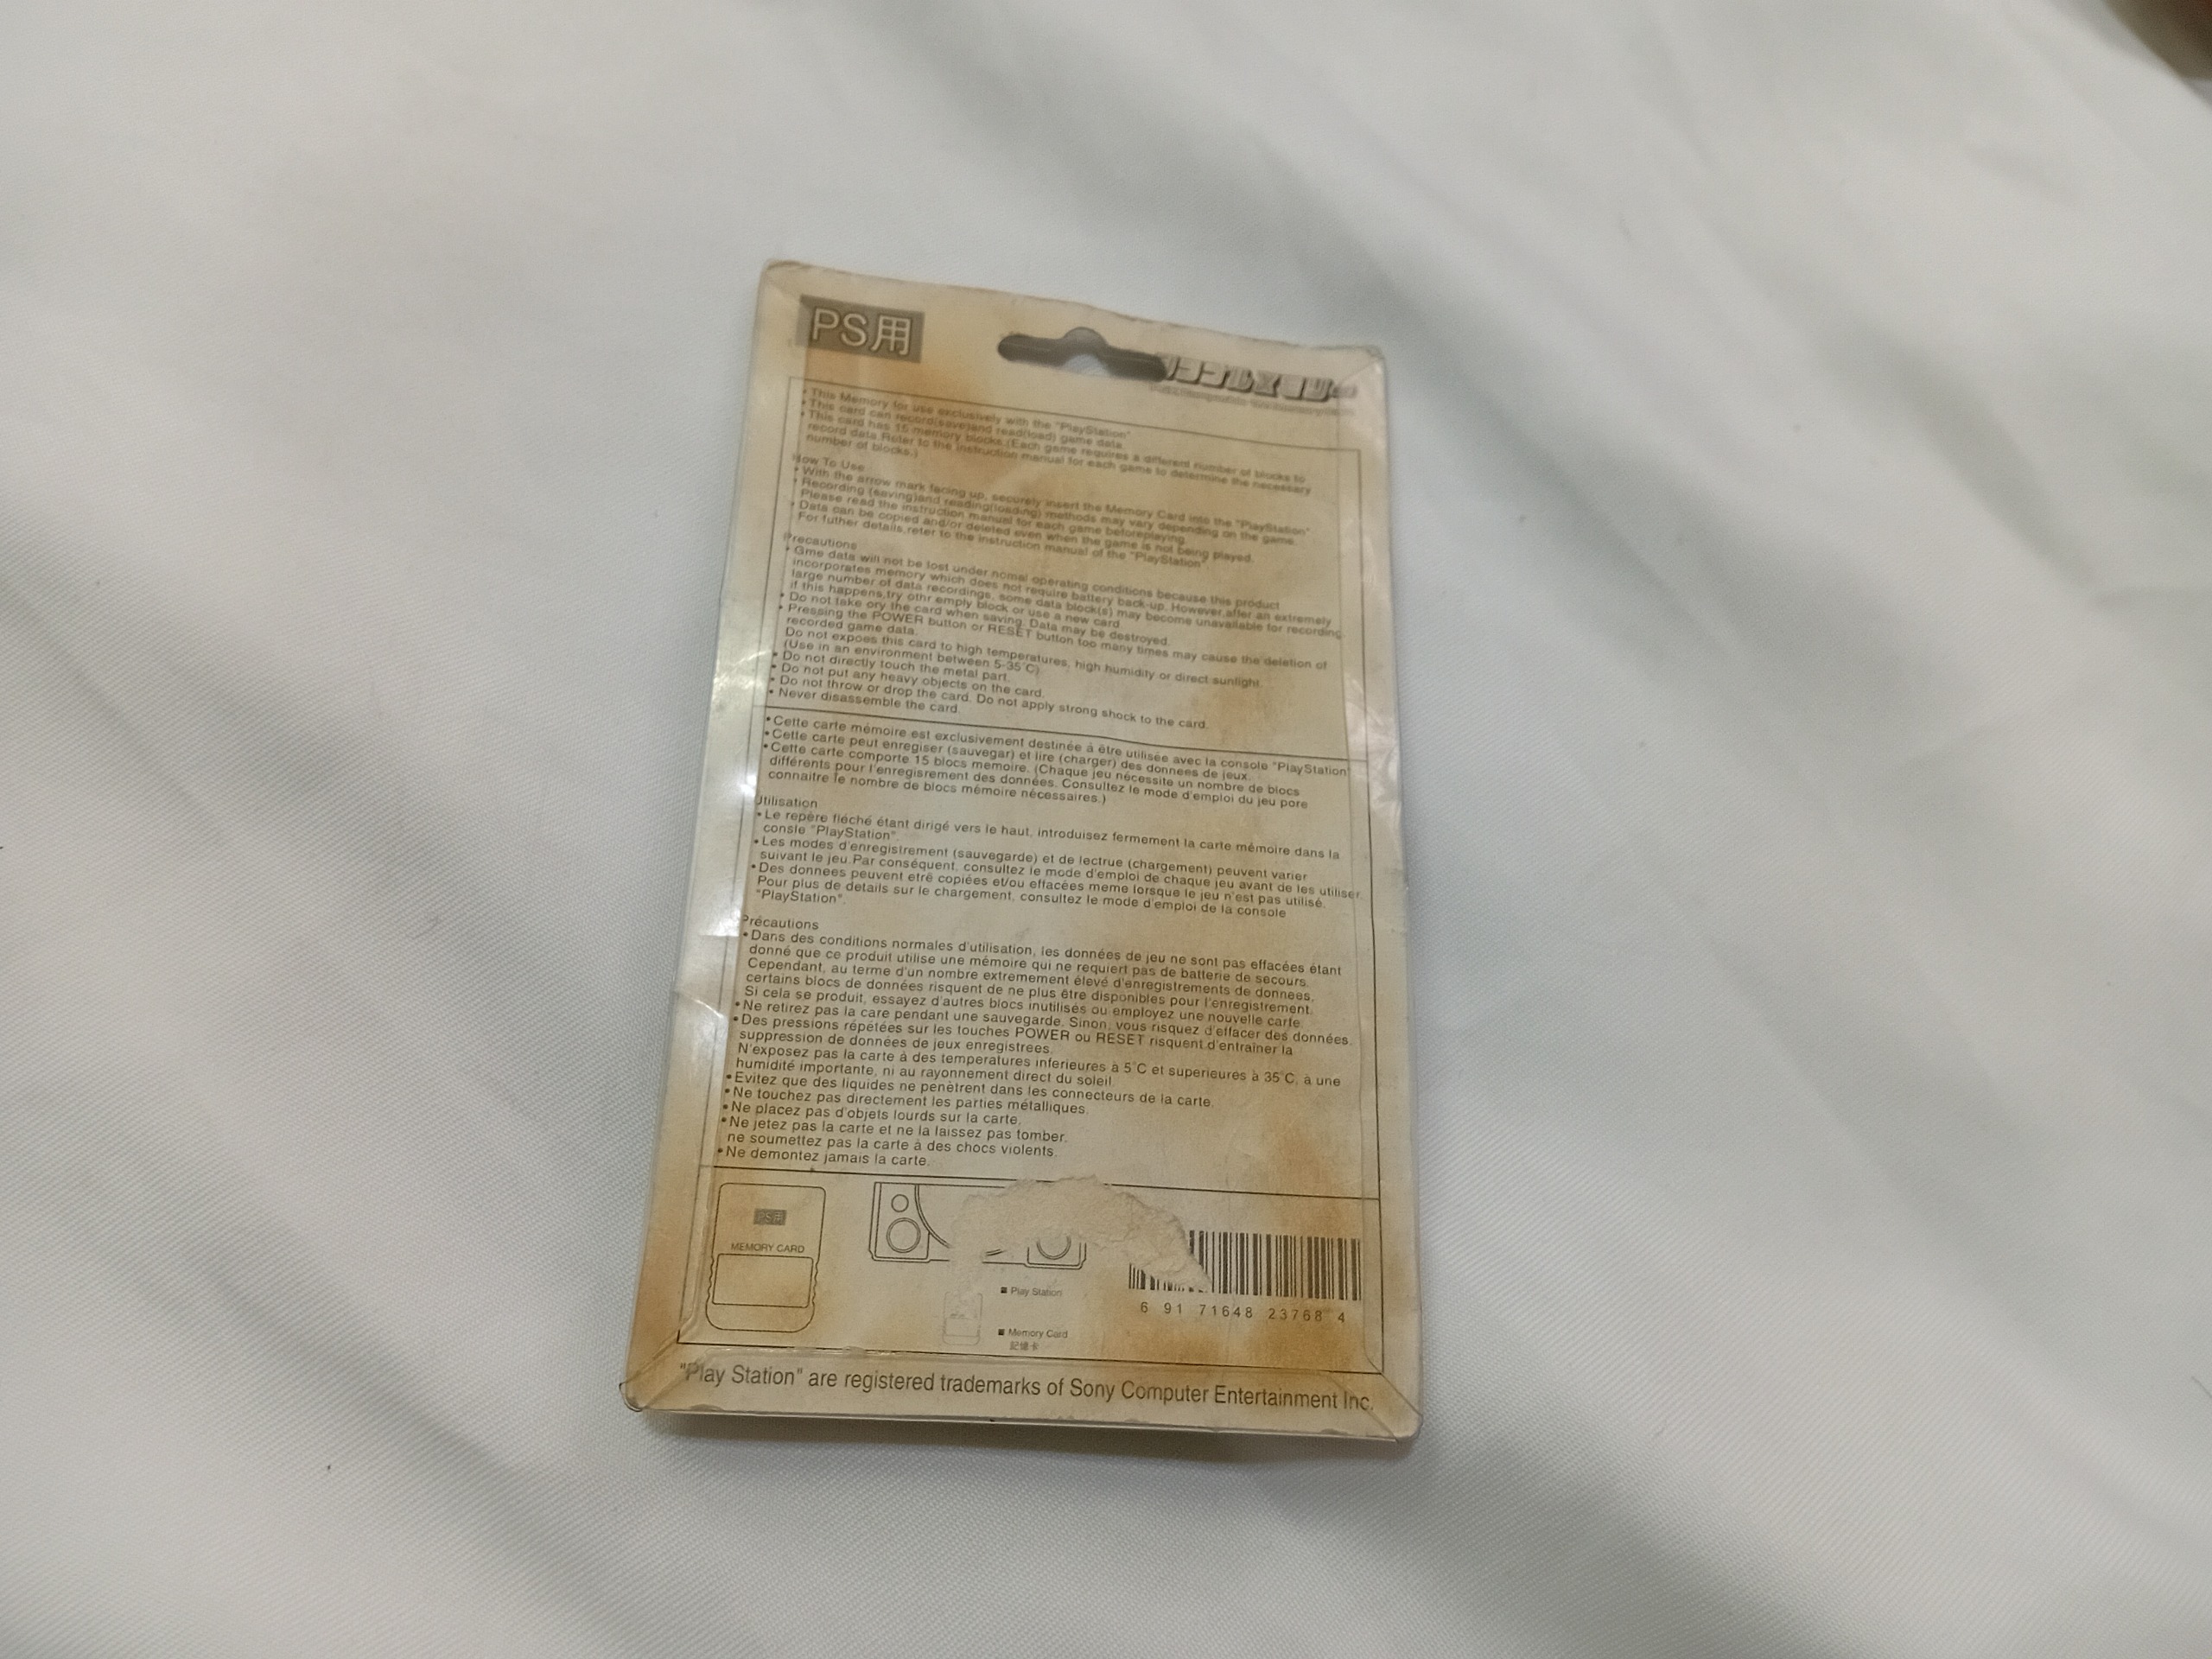 PS用
• This Memory for use exclusively with the "PlayStation"
• This card can record(save)and read(load) game data.
• This card has 15 memory blocks.(Each game requires a different number of blocks to
record data.Refer to the instruction manual for each game to determine the necessary
number of blocks.)
How To Use
• With the arrow mark facing up, securely insert the Memory Card into the "PlayStation"
• Recording (saving)and reading(loading) methods may vary depending on the game.
Please read the instruction manual for each game beforeplaying.
• Data can be copied and/or deleted even when the game is not being played.
For futher details,refer to the instruction manual of the "PlayStation"
Precautions
• Gme data will not be lost under nomal operating conditions because this product
incorporates memory which does not require battery back-up. However,after an extremely
large number of data recordings, some data block(s) may become unavailable for recording.
if this happens,try othr emply block or use a new card
• Do not take ory the card when saving. Data may be destroyed.
• Pressing the POWER button or RESET button too many times may cause the deletion of
recorded game data.
Do not expoes this card to high temperatures, high humidity or direct sunlight.
(Use in an environment between 5-35°C)
• Do not directly touch the metal part.
• Do not put any heavy objects on the card.
• Do not throw or drop the card. Do not apply strong shock to the card.
• Never disassemble the card.
• Cette carte mémoire est exclusivement destinée à être utilisée avec la console "PlayStation"
• Cette carte peut enregiser (sauvegar) et lire (charger) des donnees de jeux.
• Cette carte comporte 15 blocs memoire. (Chaque jeu nécessite un nombre de blocs
différents pour l'enregisrement des données. Consultez le mode d'emploi du jeu pore
connaitre le nombre de blocs mémoire nécessaires.)
Utilisation
• Le repère fléché étant dirigé vers le haut, introduisez fermement la carte mémoire dans la
consle "PlayStation".
• Les modes d'enregistrement (sauvegarde) et de lectrue (chargement) peuvent varier
suivant le jeu.Par conséquent, consultez le mode d'emploi de chaque jeu avant de les utiliser.
• Des donnees peuvent etrê copiées et/ou effacées meme lorsque le jeu n'est pas utilisé.
Pour plus de details sur le chargement, consultez le mode d'emploi de la console
"PlayStation".
Précautions
• Dans des conditions normales d'utilisation, les données de jeu ne sont pas effacées étant
donné que ce produit utilise une mémoire qui ne requiert pas de batterie de secours.
Cependant, au terme d'un nombre extremement élevé d'enregistrements de donnees,
certains blocs de données risquent de ne plus être disponibles pour l'enregistrement.
Si cela se produit, essayez d'autres blocs inutilisés ou employez une nouvelle carte.
• Ne retirez pas la care pendant une sauvegarde. Sinon, vous risquez d'effacer des données.
• Des pressions répétées sur les touches POWER ou RESET risquent d'entraîner la
suppression de données de jeux enregistrees.
N'exposez pas la carte à des temperatures inferieures à 5°C et superieures à 35°C, à une
humidité importante, ni au rayonnement direct du soleil.
• Evitez que des liquides ne penètrent dans les connecteurs de la carte.
• Ne touchez pas directement les parties métalliques.
• Ne placez pas d'objets lourds sur la carte.
• Ne jetez pas la carte et ne la laissez pas tomber.
ne soumettez pas la carte à des chocs violents.
• Ne demontez jamais la carte.
PS用
MEMORY CARD
■ Play Station
■ Memory Card
記憶卡
6 91 71648 23768 4
"Play Station" are registered trademarks of Sony Computer Entertainment Inc.